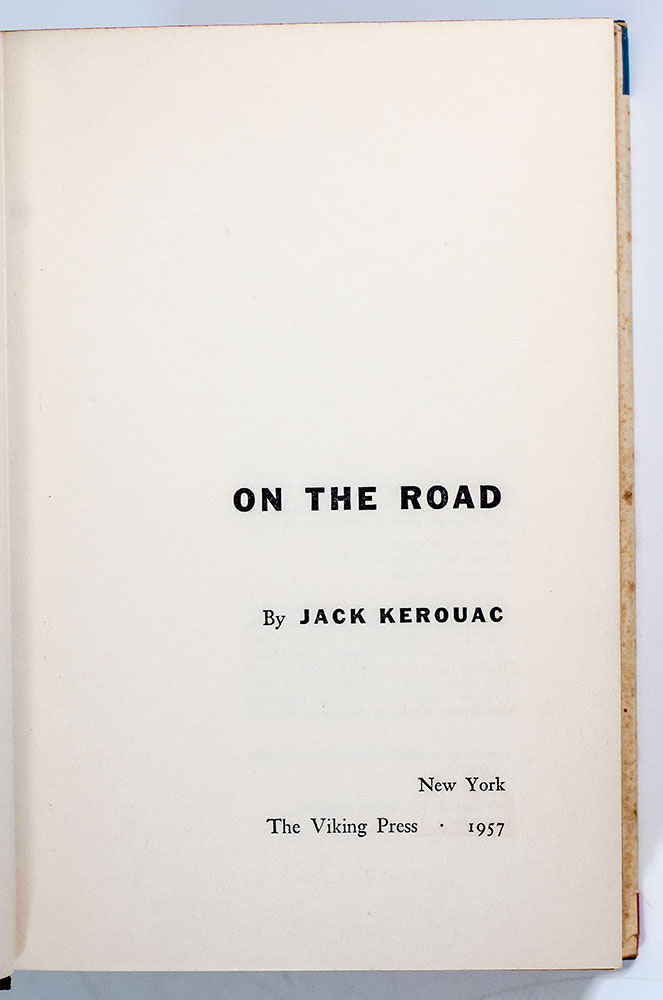 ON THE ROAD
By JACK KEROUAC
New York
The Viking Press · 1957